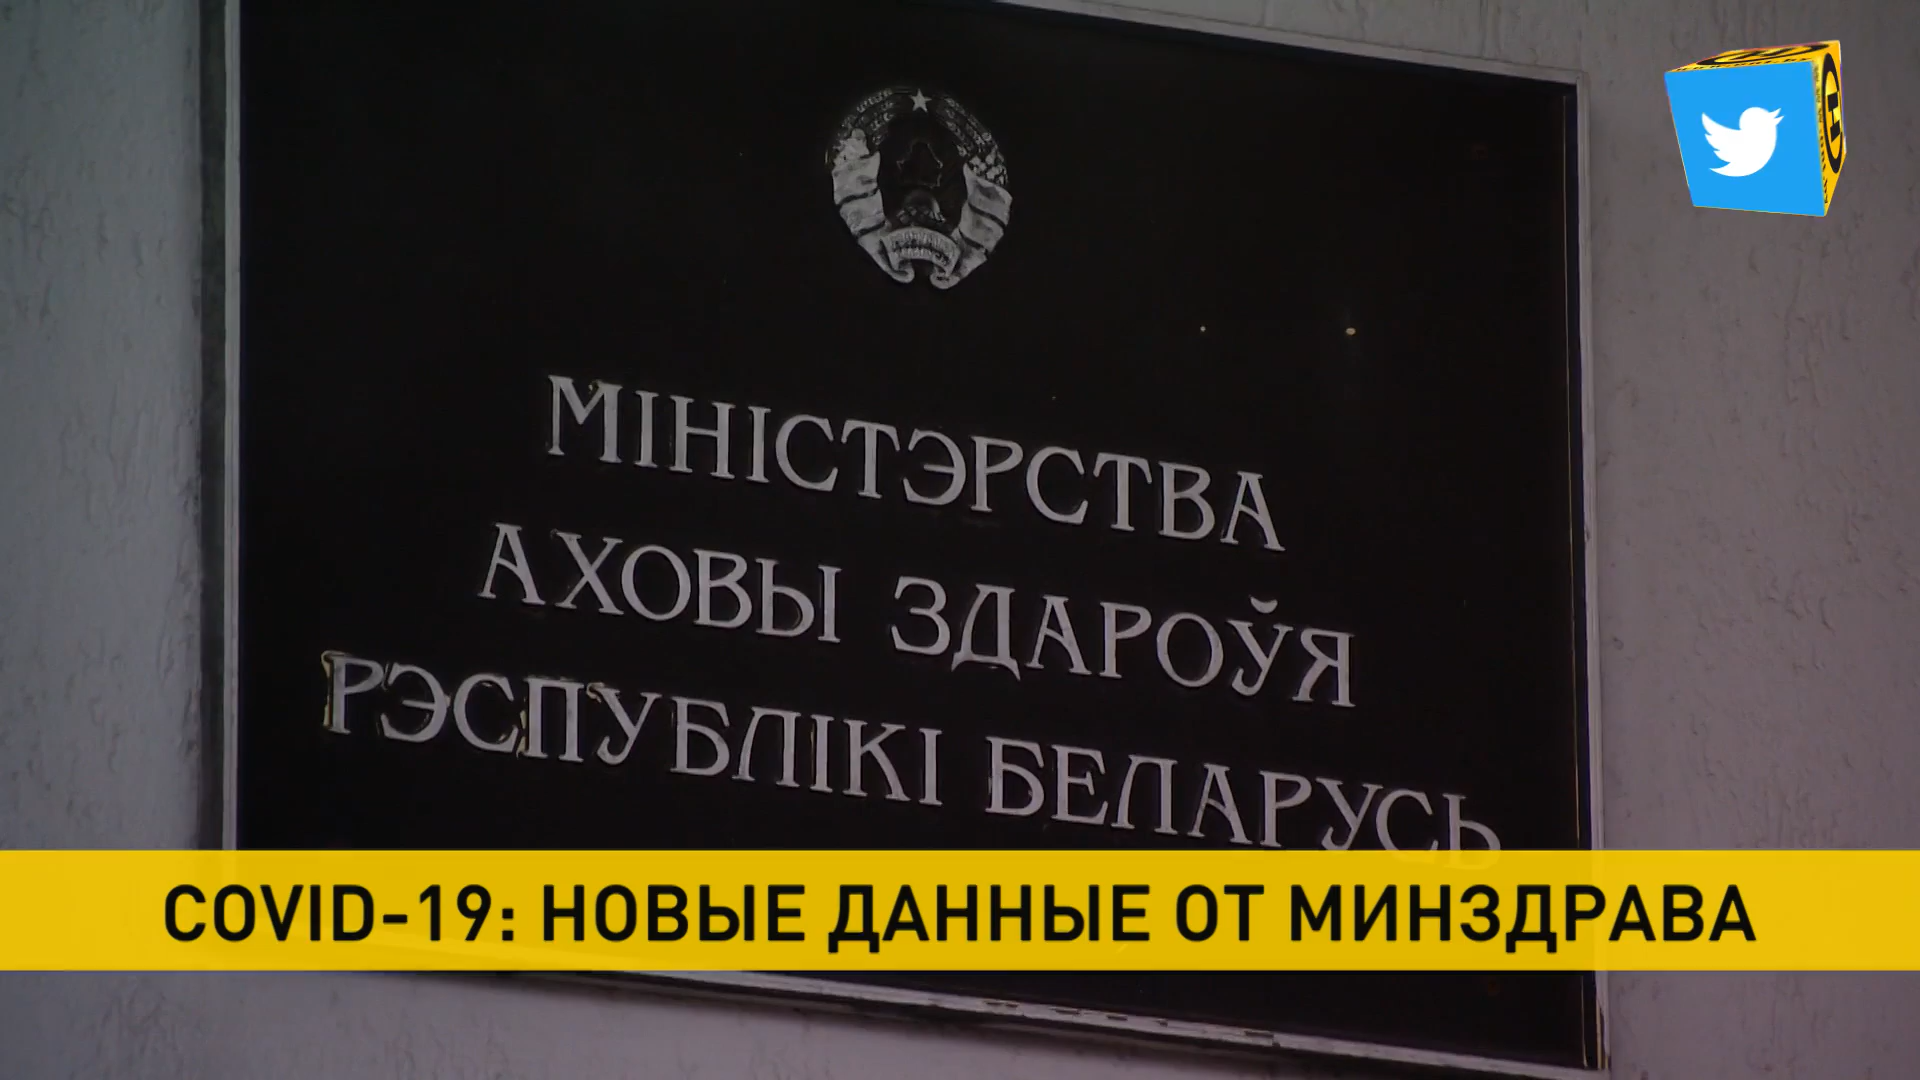 МІНІСТЭРСТВА
АХОВЫ ЗДАРОЎЯ
РЭСПУБЛІКІ БЕЛАРУСЬ
COVID-19: НОВЫЕ ДАННЫЕ ОТ МИНЗДРАВА